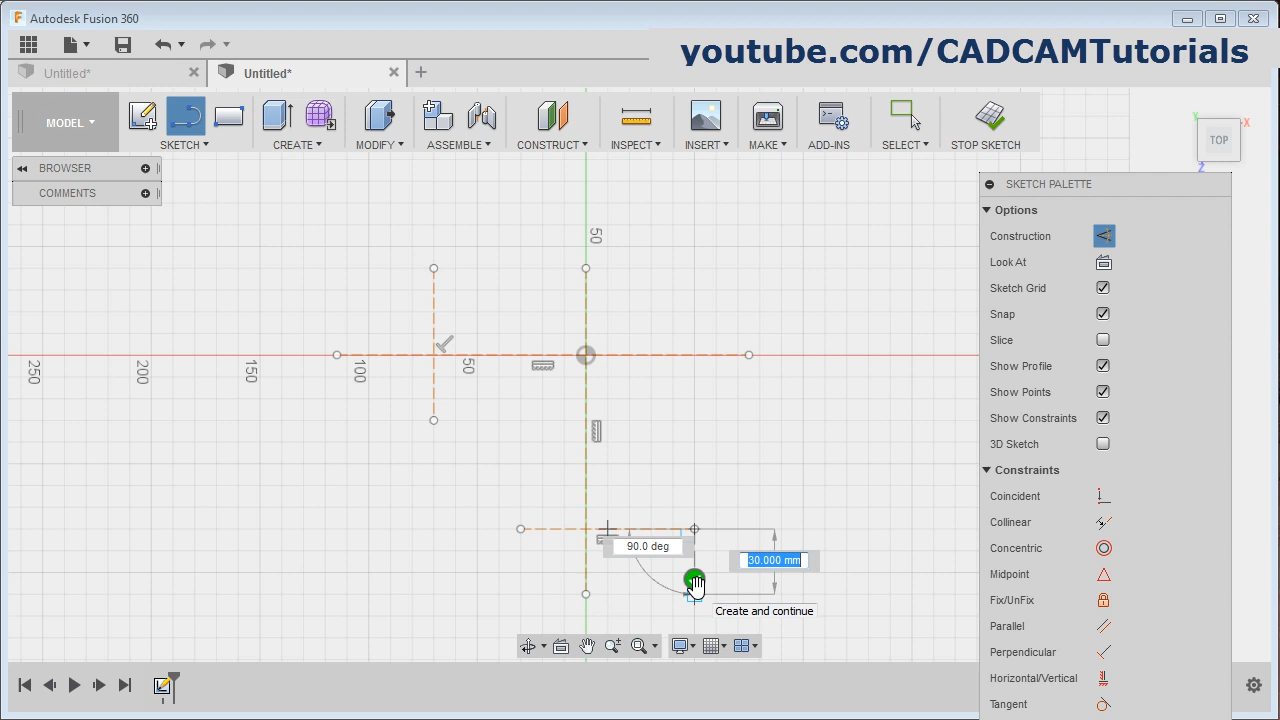 Autodesk Fusion 360
youtube.com/CADCAMTutorials
Untitled*
Untitled*
MODEL
SKETCH
CREATE
MODIFY
ASSEMBLE
CONSTRUCT
INSPECT
INSERT
MAKE
ADD-INS
SELECT
STOP SKETCH
TOP
X
Y
Z
BROWSER
COMMENTS
50
250
200
150
100
50
90.0 deg
30.000 mm
Create and continue
SKETCH PALETTE
Options
Construction
Look At
Sketch Grid
Snap
Slice
Show Profile
Show Points
Show Constraints
3D Sketch
Constraints
Coincident
Collinear
Concentric
Midpoint
Fix/UnFix
Parallel
Perpendicular
Horizontal/Vertical
Tangent